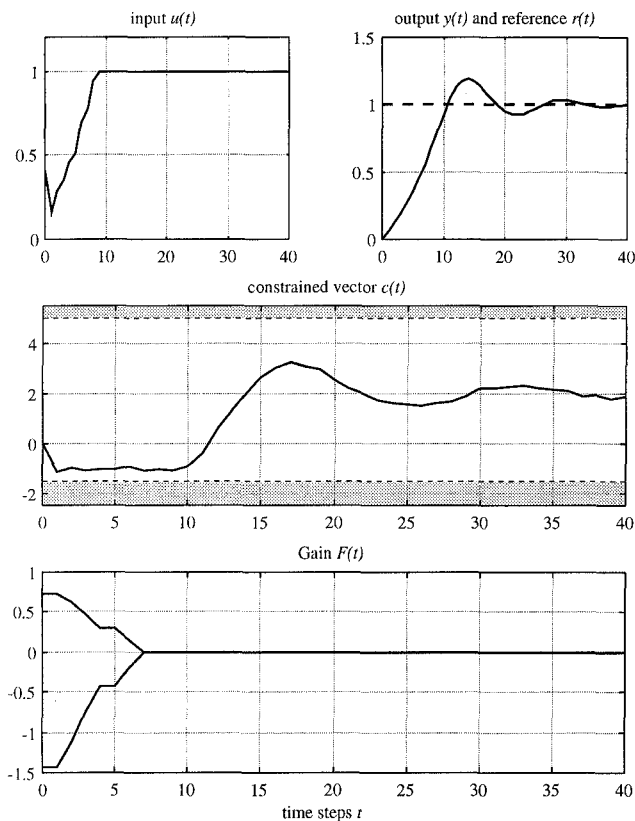 input u(t)
output y(t) and reference r(t)
1
0.5
0
0 10 20 30 40
1.5
1
0.5
0
0 10 20 30 40
constrained vector c(t)
4
2
0
-2
0 5 10 15 20 25 30 35 40
Gain F(t)
1
0.5
0
-0.5
-1
-1.5
0 5 10 15 20 25 30 35 40
time steps t